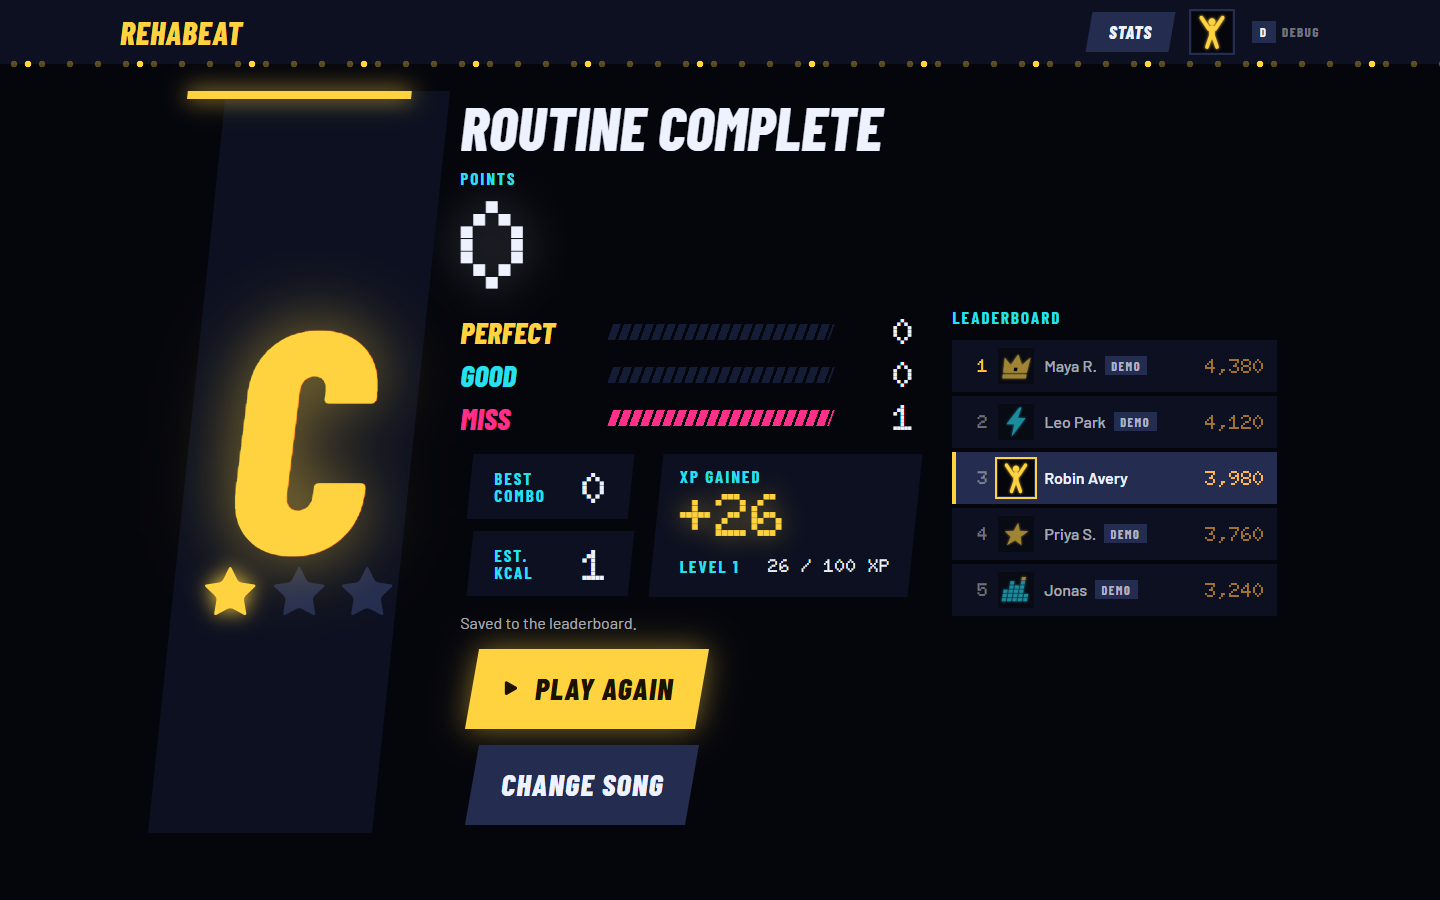 REHABEAT
STATS
D DEBUG
ROUTINE COMPLETE
POINTS
0
PERFECT 0
GOOD 0
MISS 1
C
BEST
COMBO 0
EST.
KCAL 1
XP GAINED
+26
LEVEL 1 26 / 100 XP
Saved to the leaderboard.
PLAY AGAIN
CHANGE SONG
LEADERBOARD
1 Maya R. DEMO 4,380
2 Leo Park DEMO 4,120
3 Robin Avery 3,980
4 Priya S. DEMO 3,760
5 Jonas DEMO 3,240